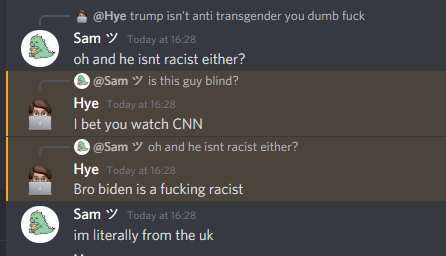 @Hye trump isn't anti transgender you dumb fuck
Sam ツ Today at 16:28
oh and he isnt racist either?
@Sam ツ is this guy blind?
Hye Today at 16:28
I bet you watch CNN
@Sam ツ oh and he isnt racist either?
Hye Today at 16:28
Bro biden is a fucking racist
Sam ツ Today at 16:28
im literally from the uk